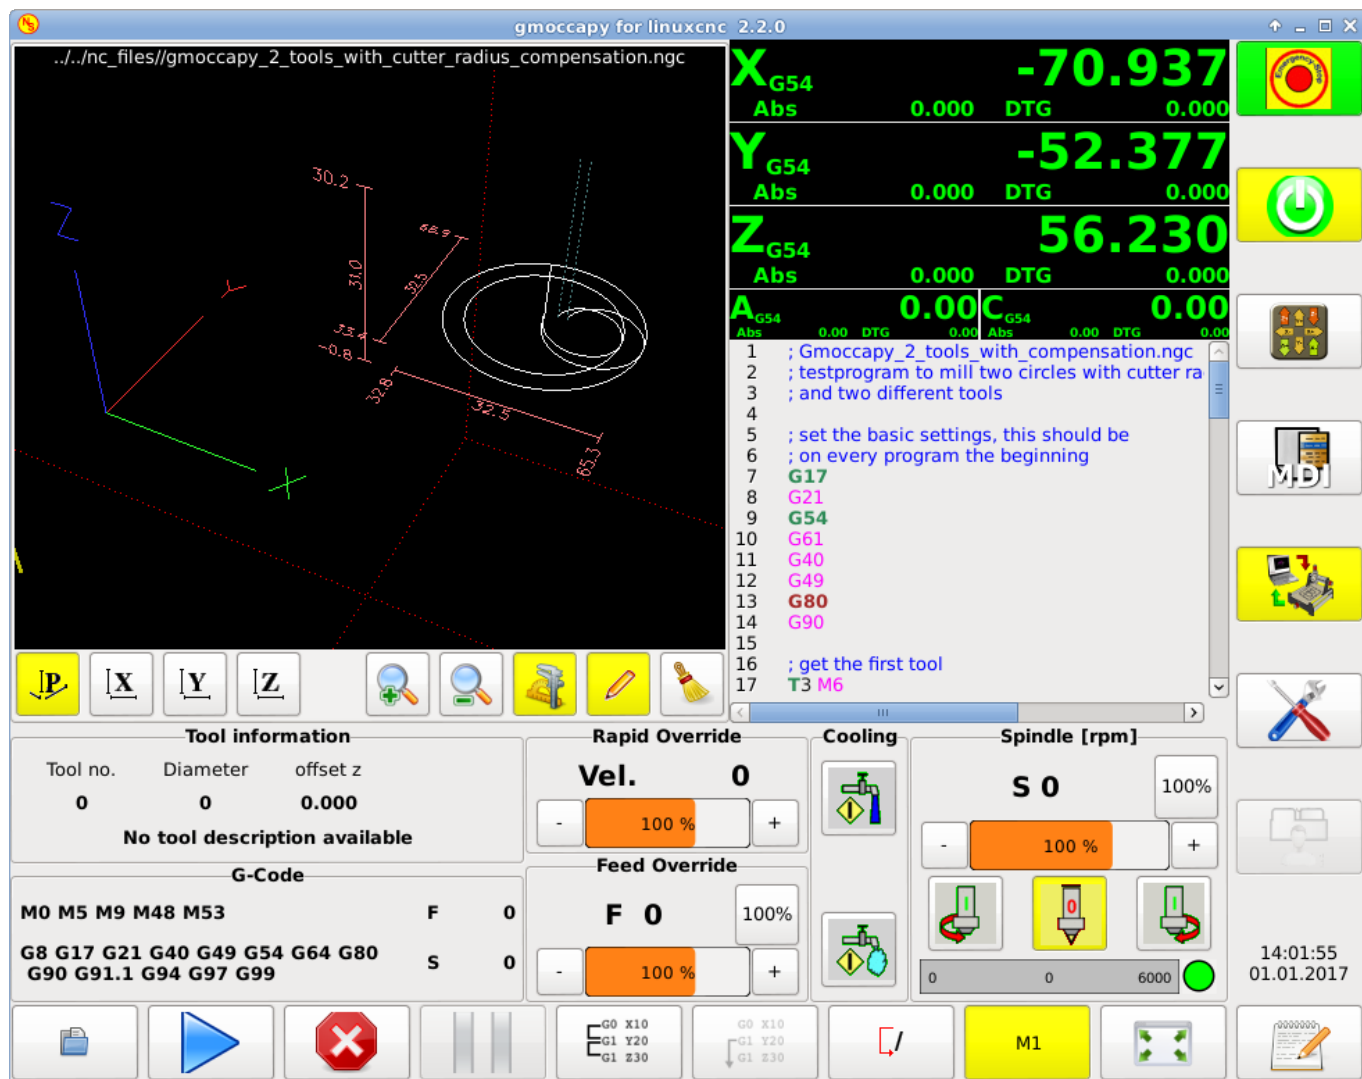 gmoccapy for linuxcnc 2.2.0
../../nc_files//gmoccapy_2_tools_with_cutter_radius_compensation.ngc
30.2
Z
68.9
31.0
32.5
Y
33.4
-0.8
32.8
32.5
65.3
X
X G54 -70.937
Abs 0.000 DTG 0.000
Y G54 -52.377
Abs 0.000 DTG 0.000
Z G54 56.230
Abs 0.000 DTG 0.000
A G54 0.00 C G54 0.00
Abs 0.00 DTG 0.00 Abs 0.00 DTG 0.00
1 ; Gmoccapy_2_tools_with_compensation.ngc
2 ; testprogram to mill two circles with cutter ra
3 ; and two different tools
4
5 ; set the basic settings, this should be
6 ; on every program the beginning
7 G17
8 G21
9 G54
10 G61
11 G40
12 G49
13 G80
14 G90
15
16 ; get the first tool
17 T3 M6
Emergency-Stop
MDI
P X Y Z
Tool information
Tool no. Diameter offset z
0 0 0.000
No tool description available
G-Code
M0 M5 M9 M48 M53 F 0
G8 G17 G21 G40 G49 G54 G64 G80
G90 G91.1 G94 G97 G99
S 0
Rapid Override
Vel. 0
- 100 % +
Feed Override
F 0 100%
- 100 % +
Cooling
Spindle [rpm]
S 0 100%
- 100 % +
I 0 I
0 0 6000
14:01:55
01.01.2017
G0 X10
G1 Y20
G1 Z30
G0 X10
G1 Y20
G1 Z30
M1